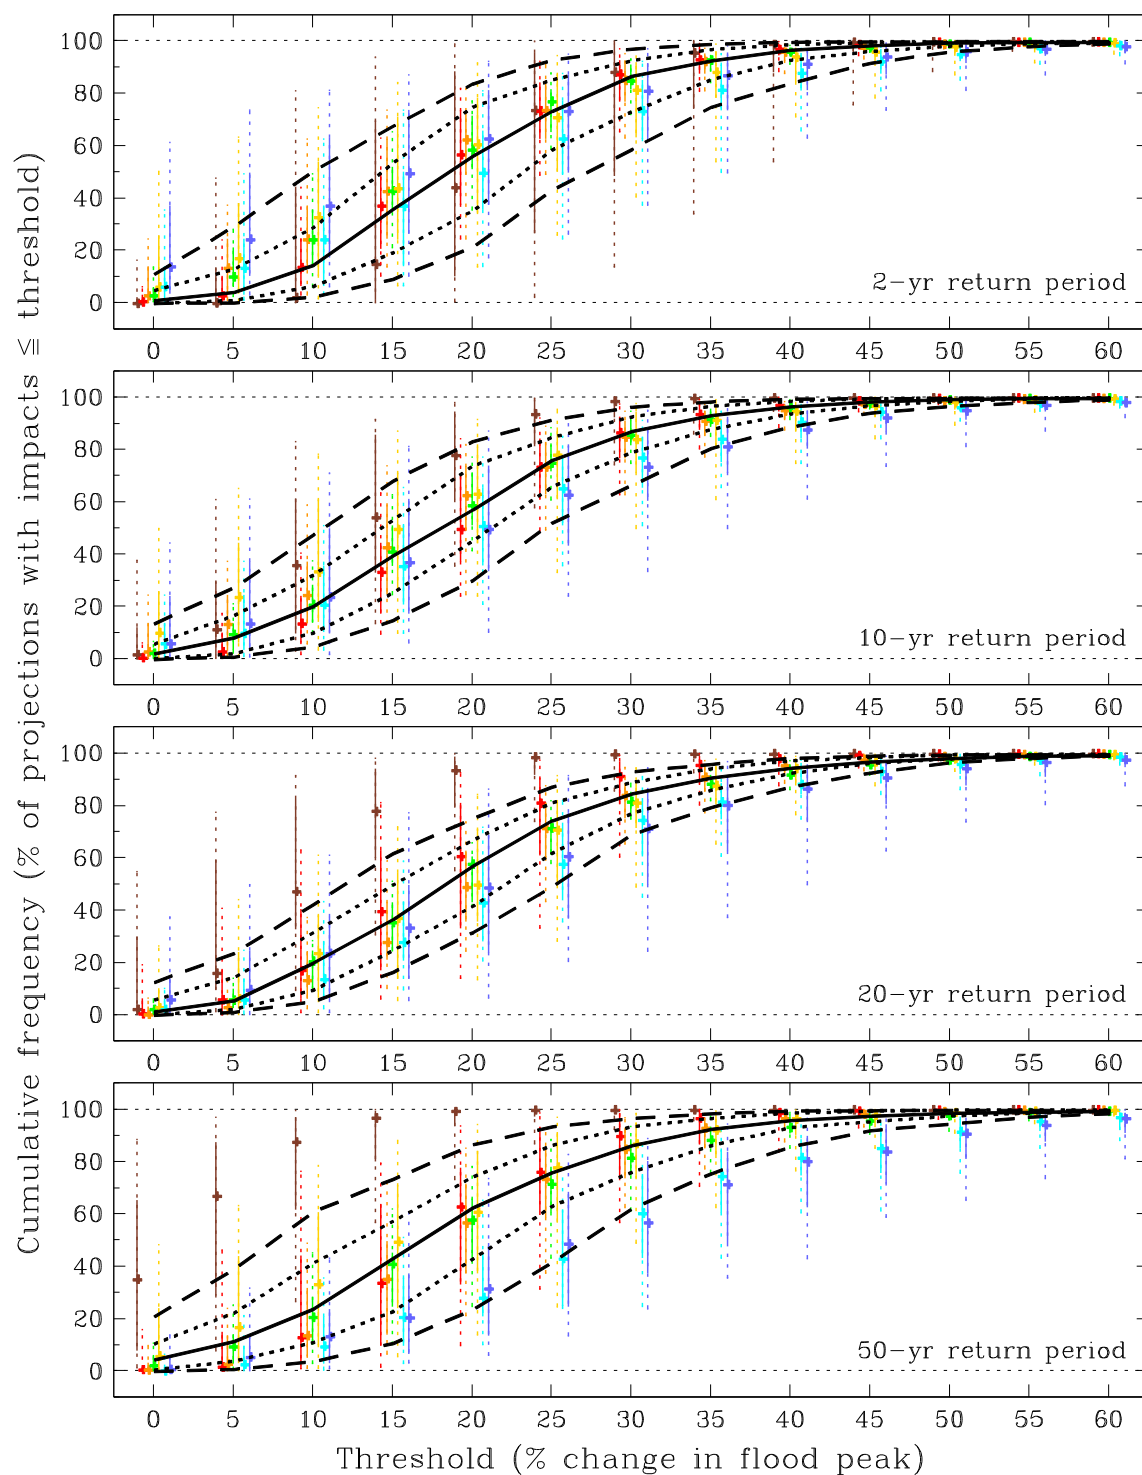 Cumulative frequency (% of projections with impacts ≦ threshold)
100
80
60
40
20
0
2-yr return period
0 5 10 15 20 25 30 35 40 45 50 55 60
100
80
60
40
20
0
10-yr return period
0 5 10 15 20 25 30 35 40 45 50 55 60
100
80
60
40
20
0
20-yr return period
0 5 10 15 20 25 30 35 40 45 50 55 60
100
80
60
40
20
0
50-yr return period
0 5 10 15 20 25 30 35 40 45 50 55 60
Threshold (% change in flood peak)